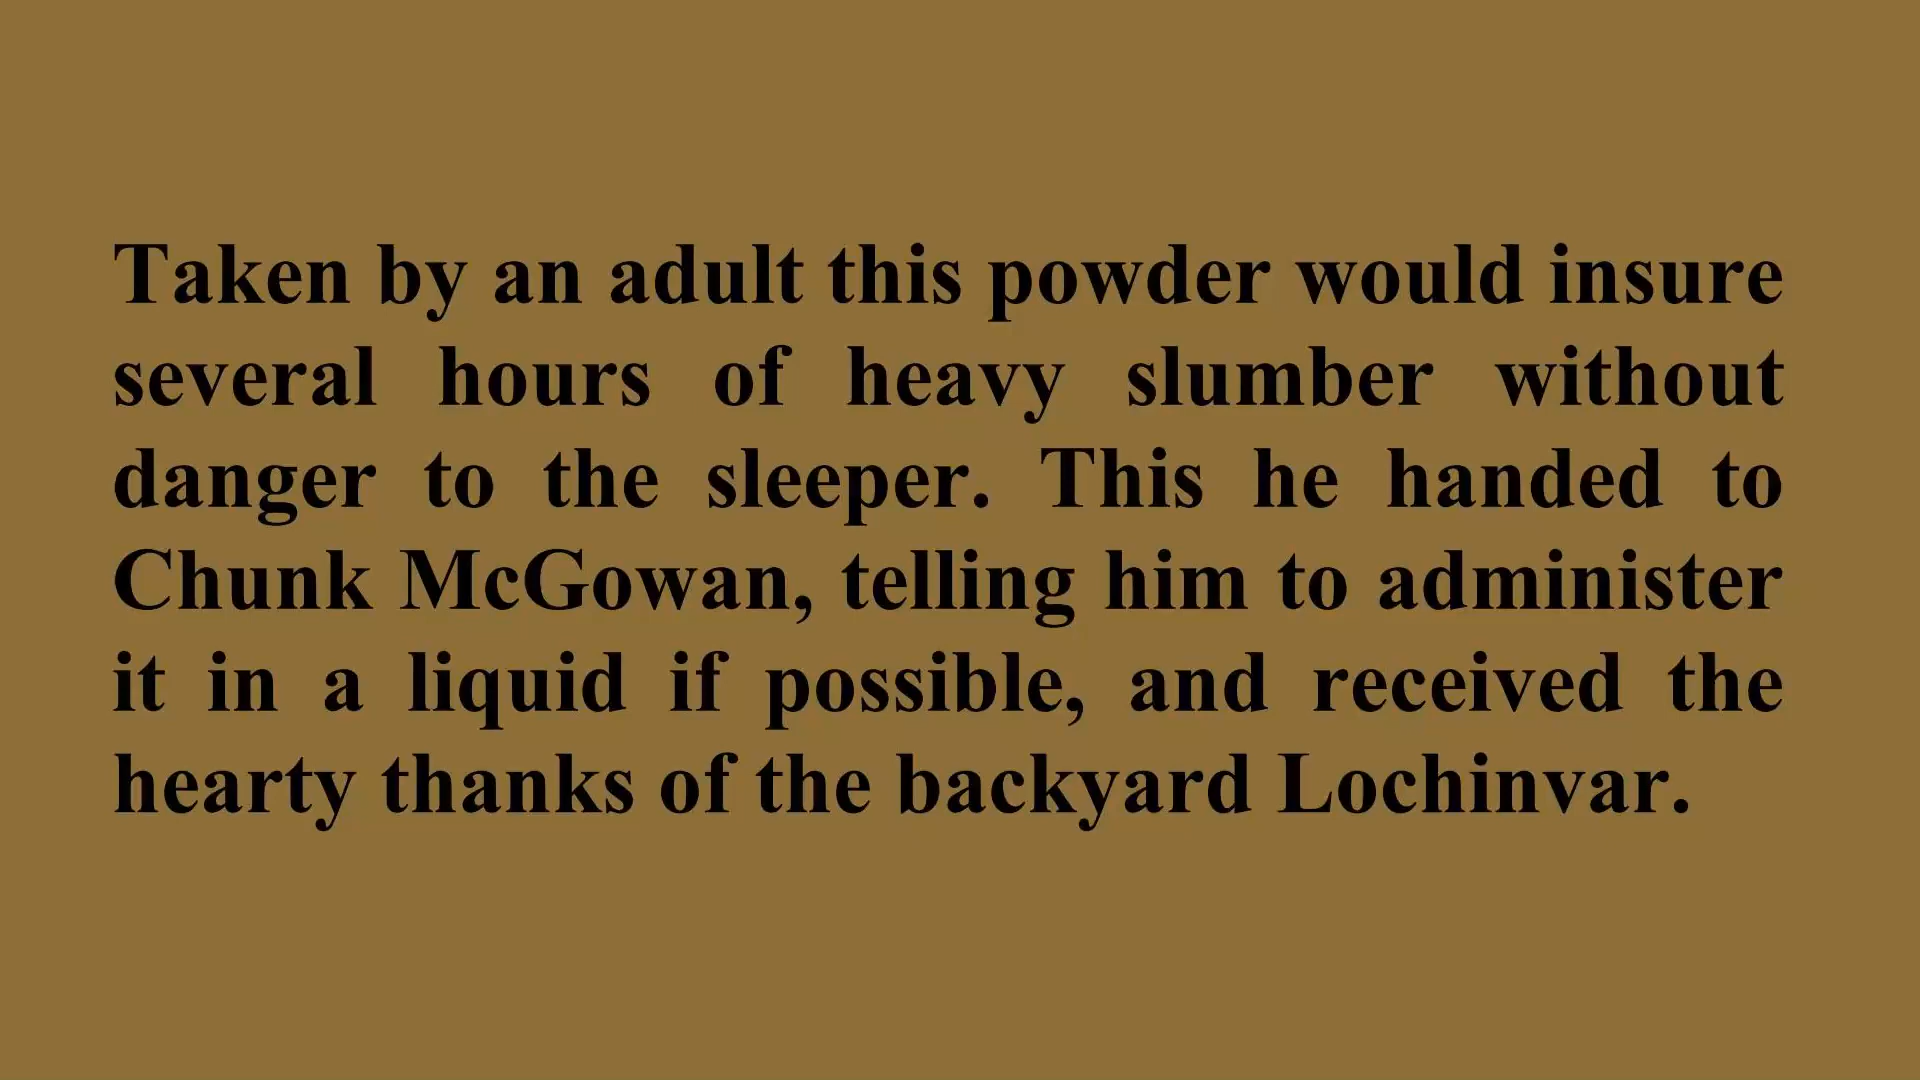 Taken by an adult this powder would insure
several hours of heavy slumber without
danger to the sleeper. This he handed to
Chunk McGowan, telling him to administer
it in a liquid if possible, and received the
hearty thanks of the backyard Lochinvar.